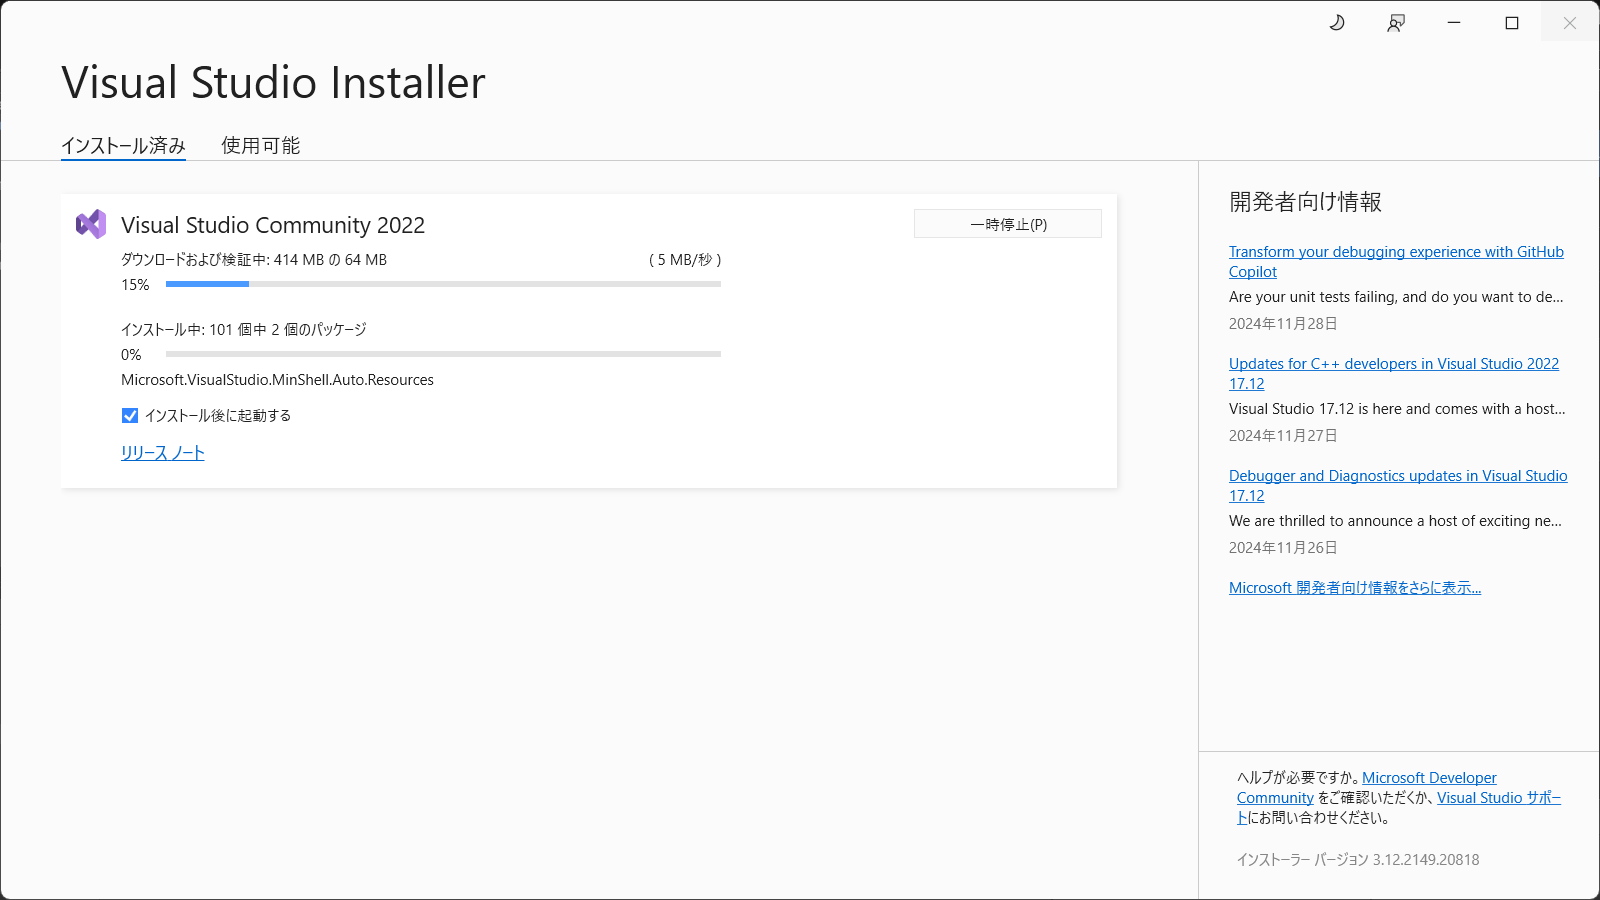 Visual Studio Installer
インストール済み
使用可能
Visual Studio Community 2022
一時停止(P)
ダウンロードおよび検証中: 414 MB の 64 MB
( 5 MB/秒 )
15%
インストール中: 101 個中 2 個のパッケージ
0%
Microsoft.VisualStudio.MinShell.Auto.Resources
インストール後に起動する
リリース ノート
開発者向け情報
Transform your debugging experience with GitHub
Copilot
Are your unit tests failing, and do you want to de...
2024年11月28日
Updates for C++ developers in Visual Studio 2022
17.12
Visual Studio 17.12 is here and comes with a host...
2024年11月27日
Debugger and Diagnostics updates in Visual Studio
17.12
We are thrilled to announce a host of exciting ne...
2024年11月26日
Microsoft 開発者向け情報をさらに表示...
ヘルプが必要ですか。Microsoft Developer
Community をご確認いただくか、Visual Studio サポー
トにお問い合わせください。
インストーラー バージョン 3.12.2149.20818